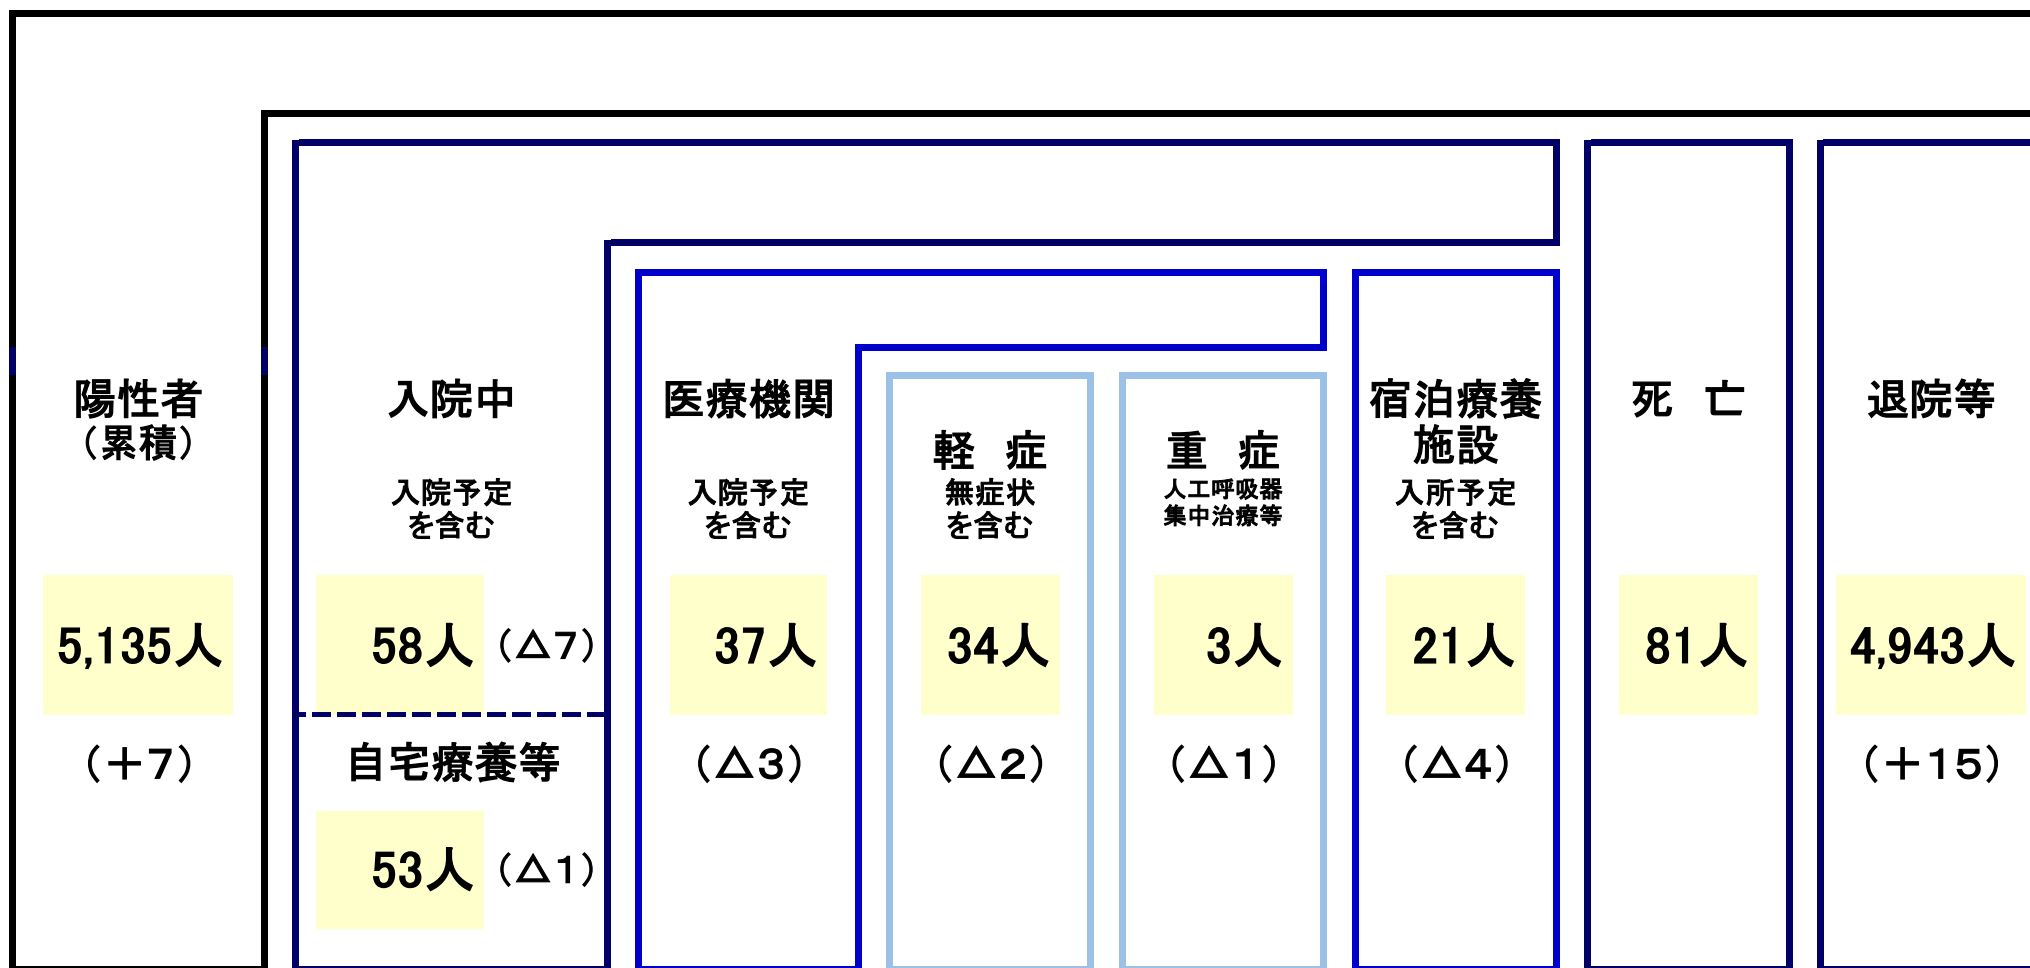 陽性者
（累積）
5,135人
（＋7）
入院中
入院予定
を含む
58人（△7）
自宅療養等
53人（△1）
医療機関
入院予定
を含む
37人
（△3）
軽　症
無症状
を含む
34人
（△2）
重　症
人工呼吸器
集中治療等
3人
（△1）
宿泊療養
施設
入所予定
を含む
21人
（△4）
死　亡
81人
退院等
4,943人
（＋15）